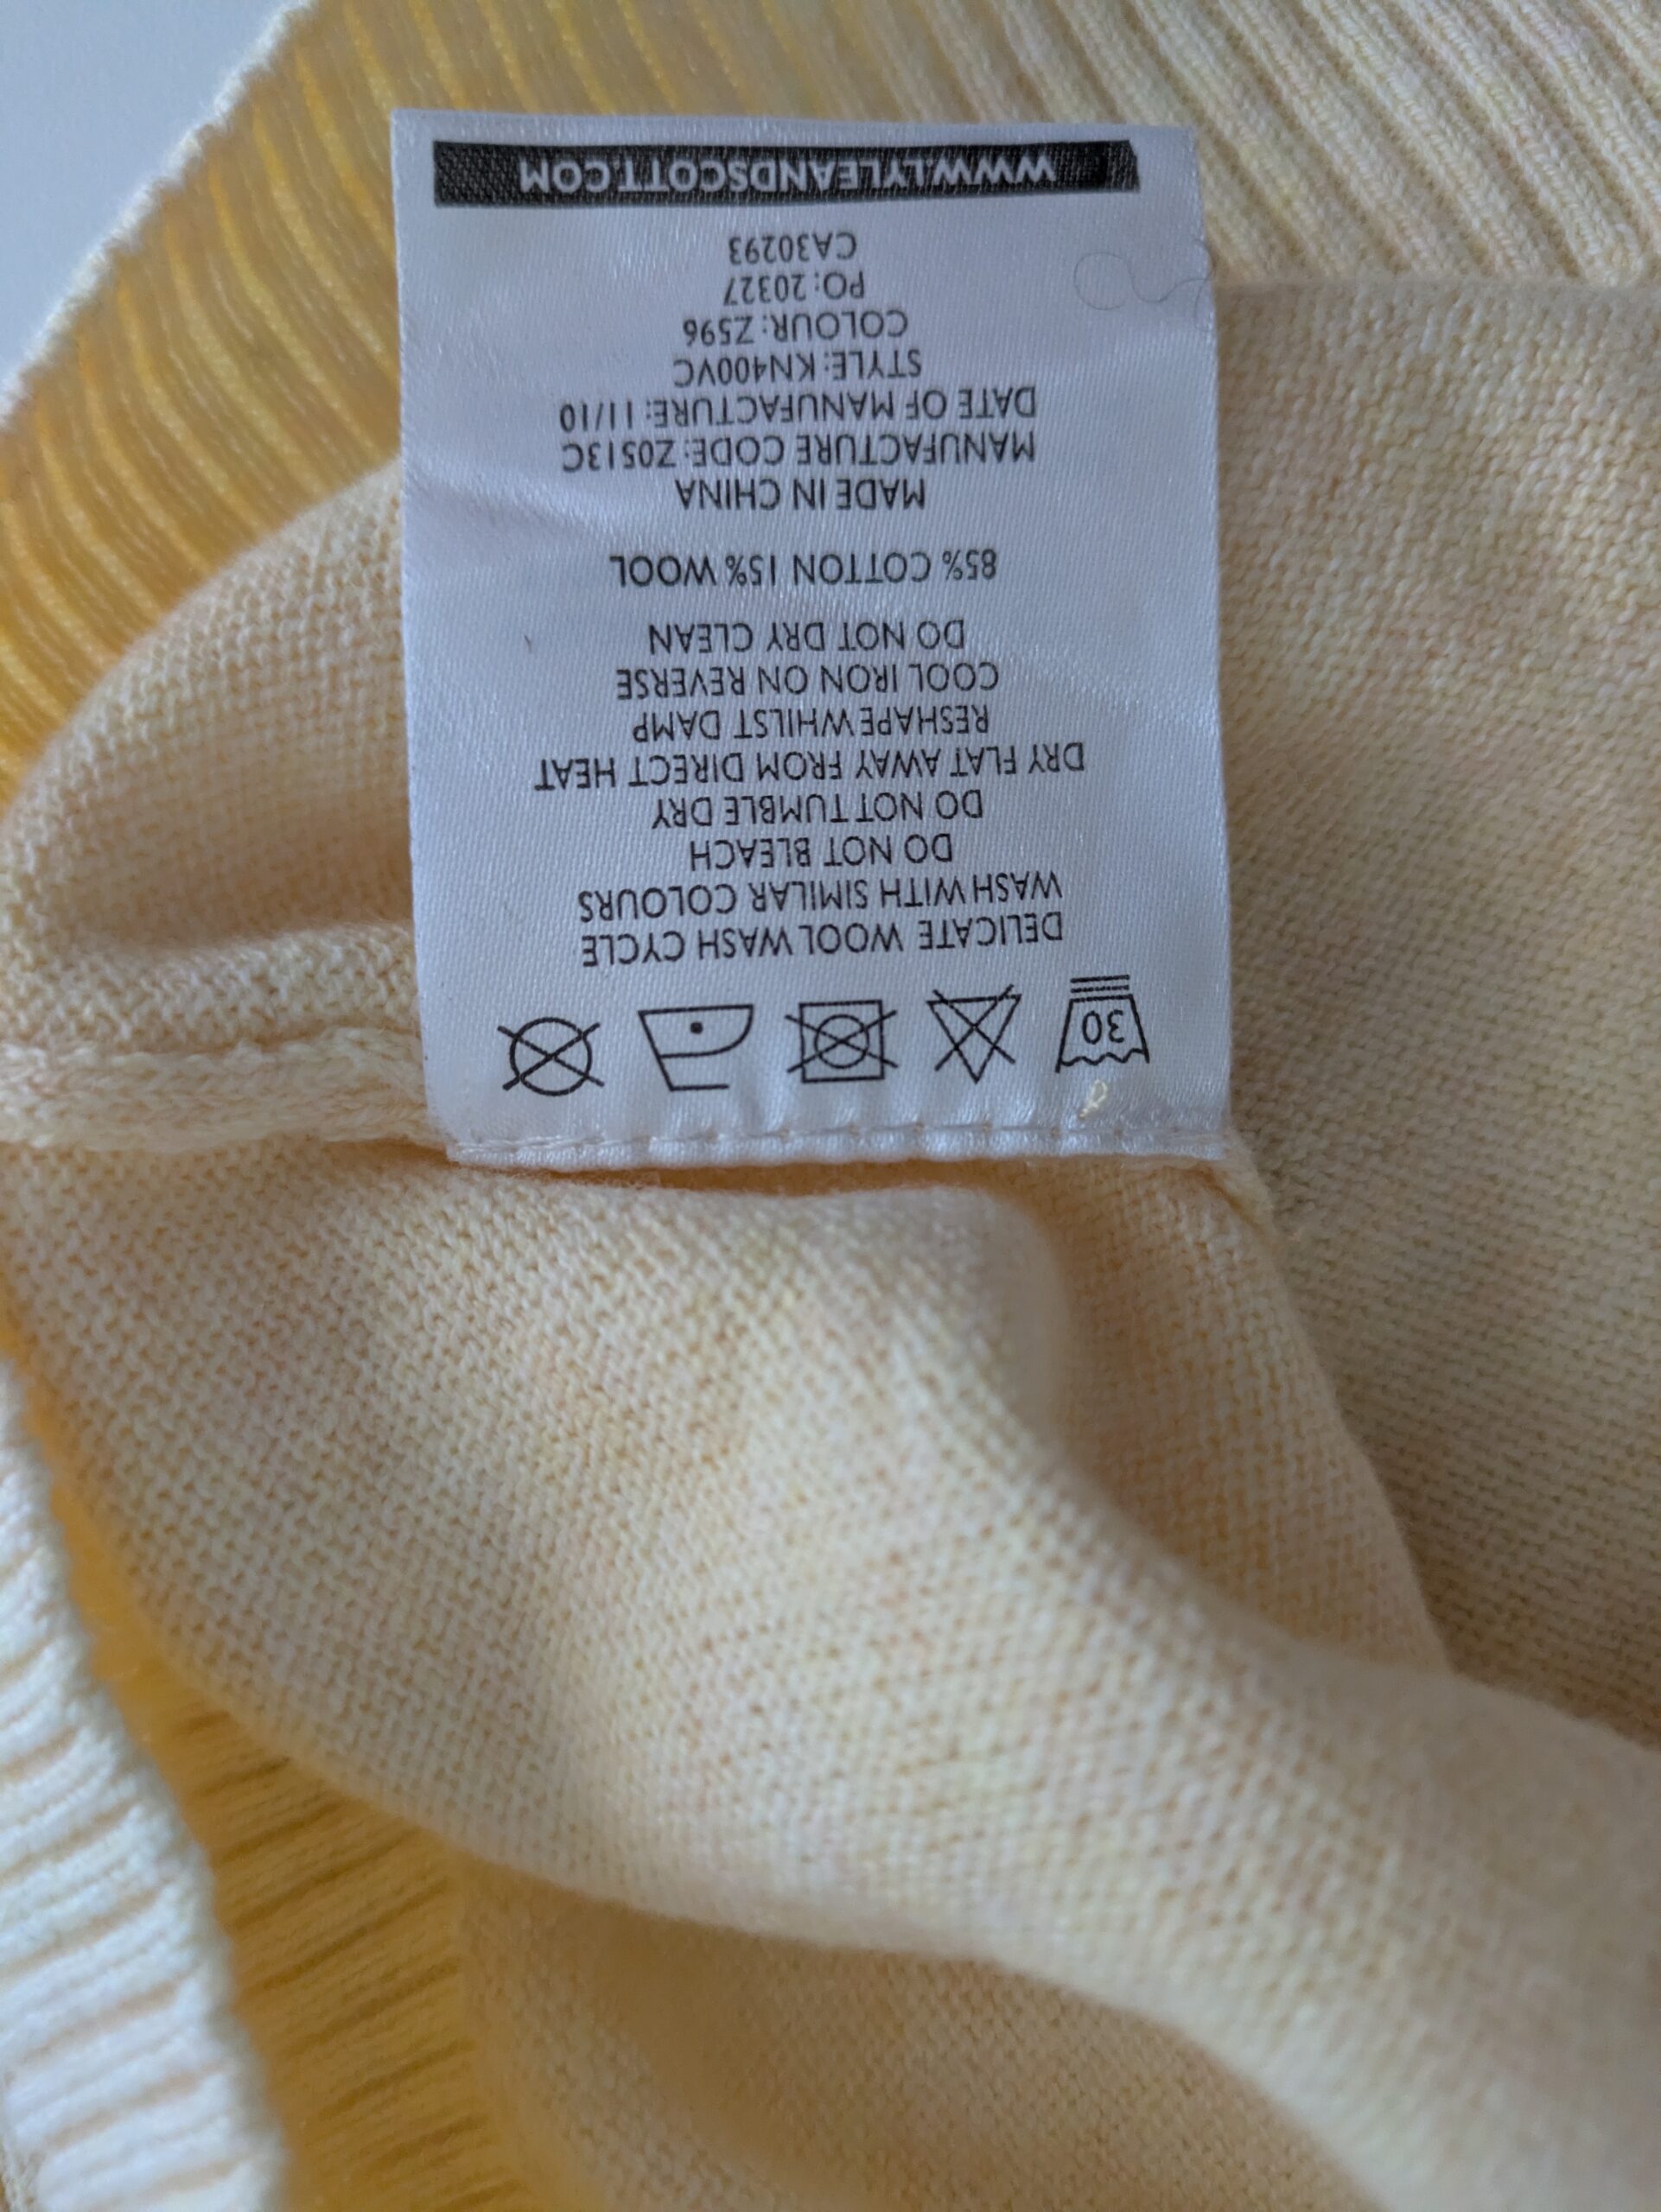 30
DELICATE WOOL WASH CYCLE
WASH WITH SIMILAR COLOURS
DO NOT BLEACH
DO NOT TUMBLE DRY
DRY FLAT AWAY FROM DIRECT HEAT
RESHAPE WHILST DAMP
COOL IRON ON REVERSE
DO NOT DRY CLEAN
85% COTTON 15% WOOL
MADE IN CHINA
MANUFACTURE CODE: Z0513C
DATE OF MANUFACTURE: 11/10
STYLE: KN400VC
COLOUR: Z596
PO: 20327
CA30293
WWW.LYLEANDSCOTT.COM